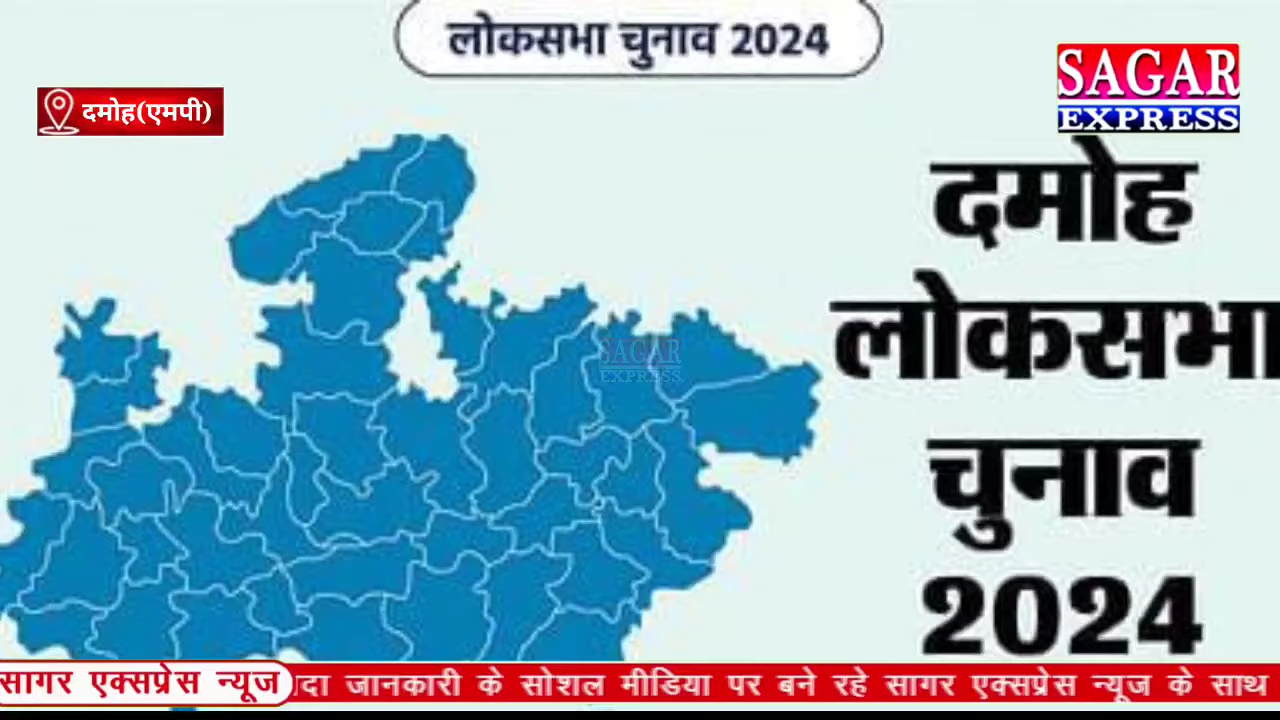 लोकसभा चुनाव 2024
SAGAR
EXPRESS
दमोह(एमपी)
दमोह
लोकसभा
चुनाव
2024
SAGAR
EXPRESS
सागर एक्सप्रेस न्यूज
जानकारी के सोशल मीडिया पर बने रहे सागर एक्सप्रेस न्यूज के साथ